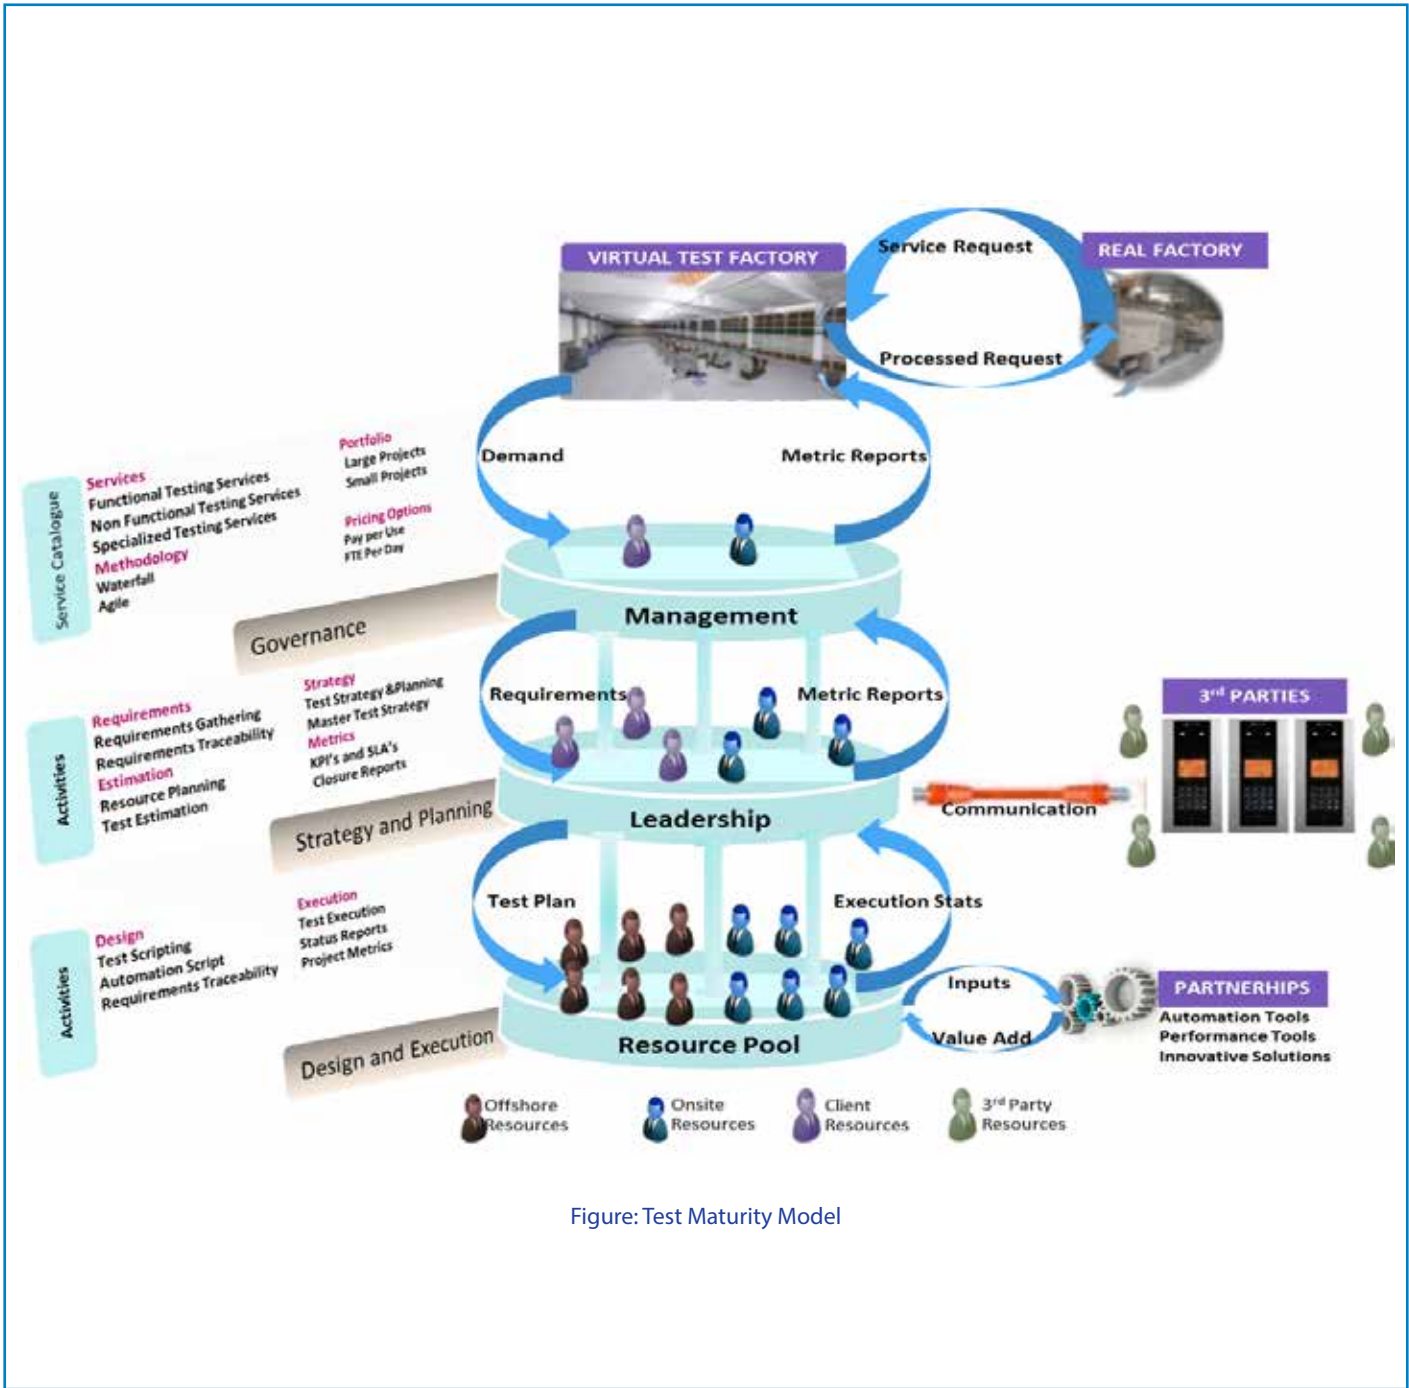 VIRTUAL TEST FACTORY
Service Request
REAL FACTORY
Processed Request
Demand
Metric Reports
Service Catalogue
Services
Functional Testing Services
Non Functional Testing Services
Specialized Testing Services
Methodology
Waterfall
Agile
Portfolio
Large Projects
Small Projects
Pricing Options
Pay per Use
FTE Per Day
Governance
Management
Requirements
Metric Reports
Activities
Requirements
Requirements Gathering
Requirements Traceability
Estimation
Resource Planning
Test Estimation
Strategy
Test Strategy &Planning
Master Test Strategy
Metrics
KPI's and SLA's
Closure Reports
Strategy and Planning
Leadership
3rd PARTIES
Communication
Test Plan
Execution Stats
Activities
Design
Test Scripting
Automation Script
Requirements Traceability
Execution
Test Execution
Status Reports
Project Metrics
Design and Execution
Resource Pool
Inputs
Value Add
PARTNERHIPS
Automation Tools
Performance Tools
Innovative Solutions
Offshore
Resources
Onsite
Resources
Client
Resources
3rd Party
Resources
Figure: Test Maturity Model